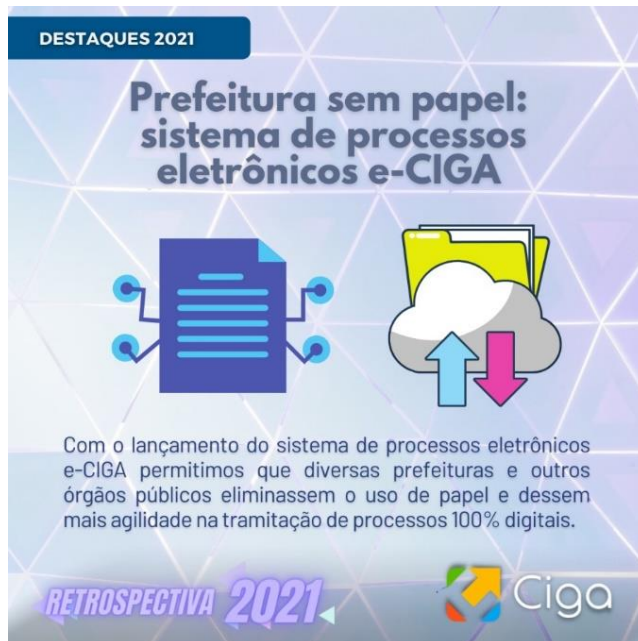 DESTAQUES 2021
Prefeitura sem papel:
sistema de processos
eletrônicos e-CIGA
Com o lançamento do sistema de processos eletrônicos
e-CIGA permitimos que diversas prefeituras e outros
órgãos públicos eliminassem o uso de papel e dessem
mais agilidade na tramitação de processos 100% digitais.
RETROSPECTIVA 2021
Ciga